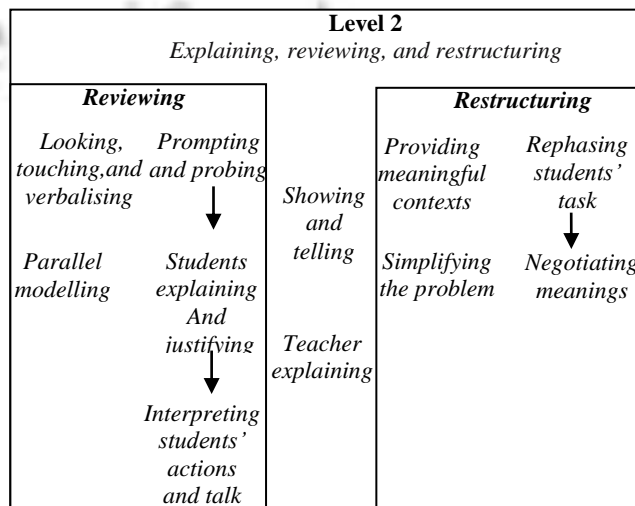 Level 2
Explaining, reviewing, and restructuring
Reviewing
Looking,
touching,and
verbalising
Prompting
and probing
Parallel
modelling
Students
explaining
And
justifying
Interpreting
students’
actions
and talk
Showing
and
telling
Teacher
explaining
Restructuring
Providing
meaningful
contexts
Rephasing
students’
task
Simplifying
the problem
Negotiating
meanings